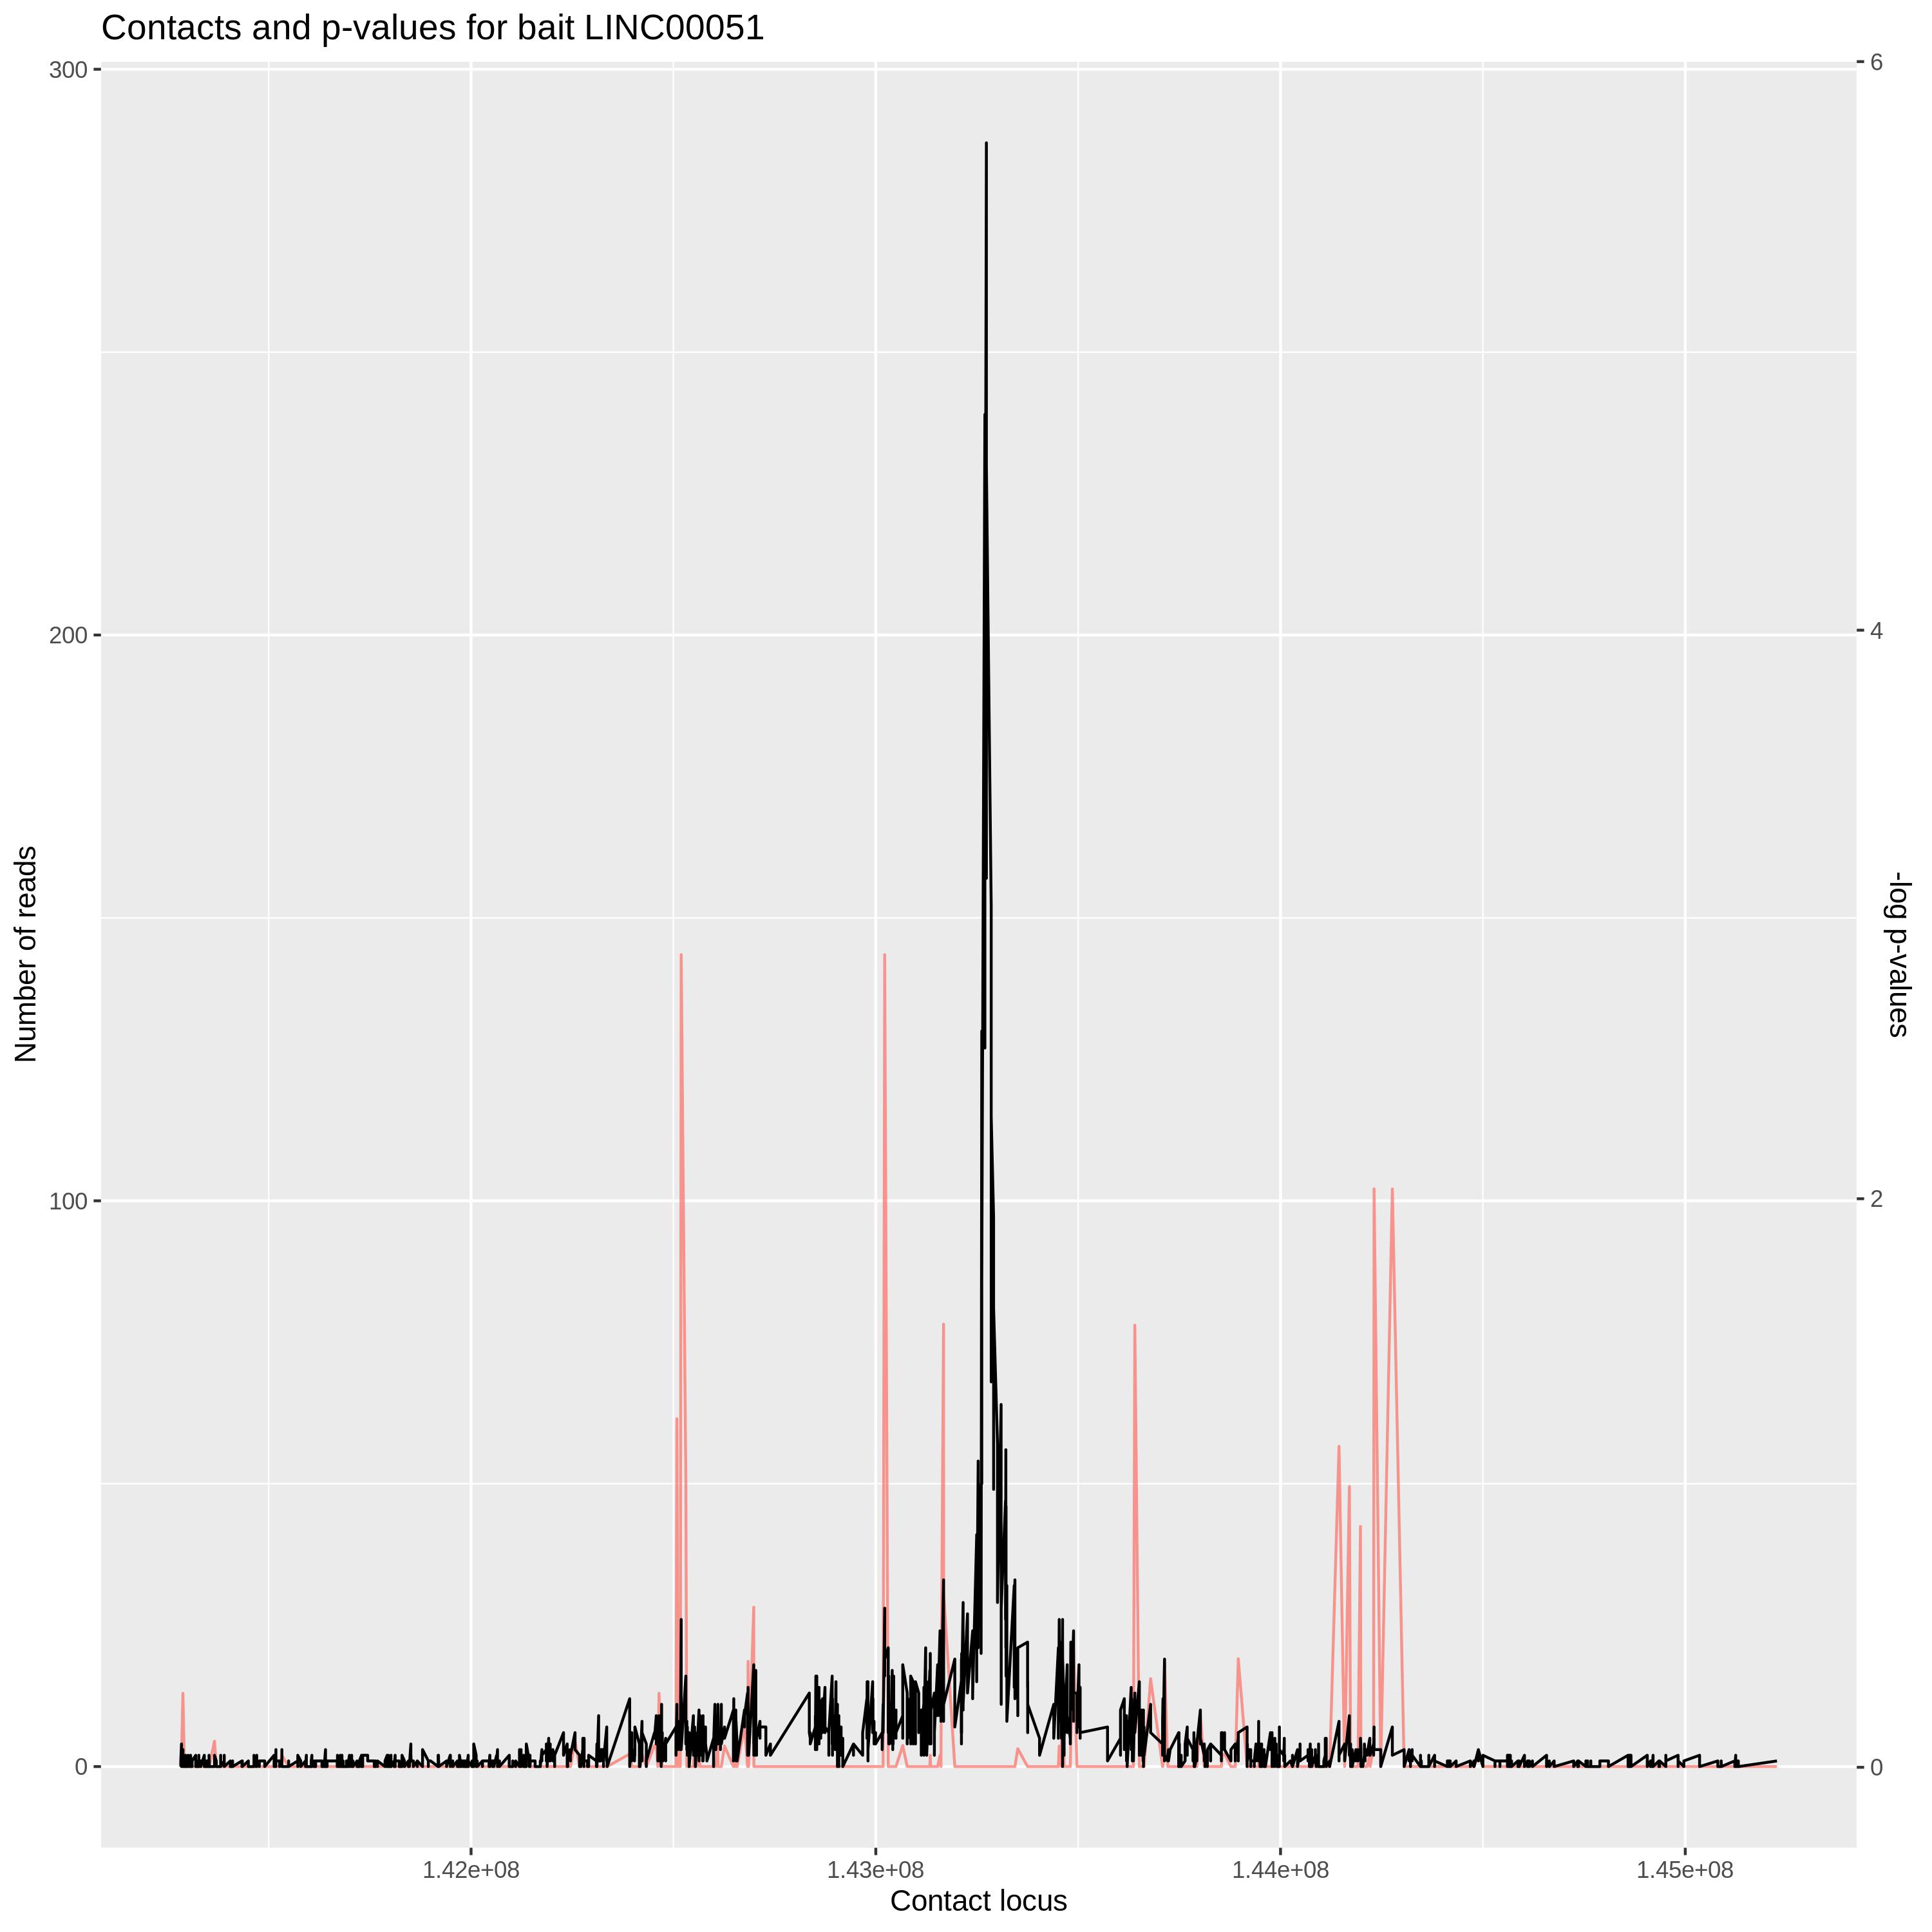 Contacts and p-values for bait LINC00051
300
200
100
0
6
4
2
0
Number of reads
-log p-values
1.42e+08 1.43e+08 1.44e+08 1.45e+08
Contact locus